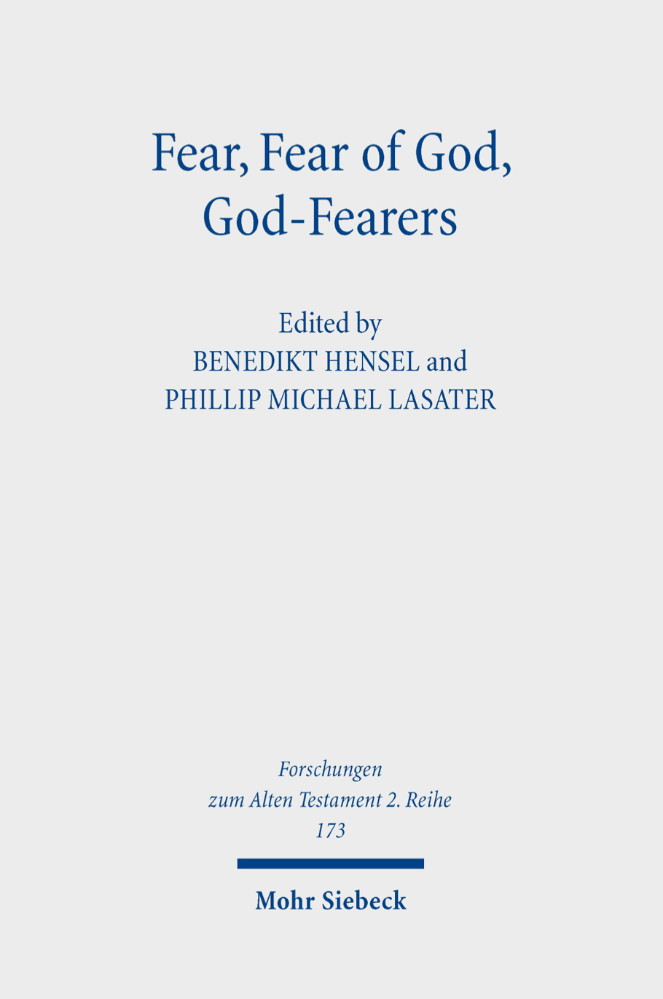 Fear, Fear of God,
God-Fearers
Edited by
BENEDIKT HENSEL and
PHILLIP MICHAEL LASATER
Forschungen
zum Alten Testament 2. Reihe
173
Mohr Siebeck